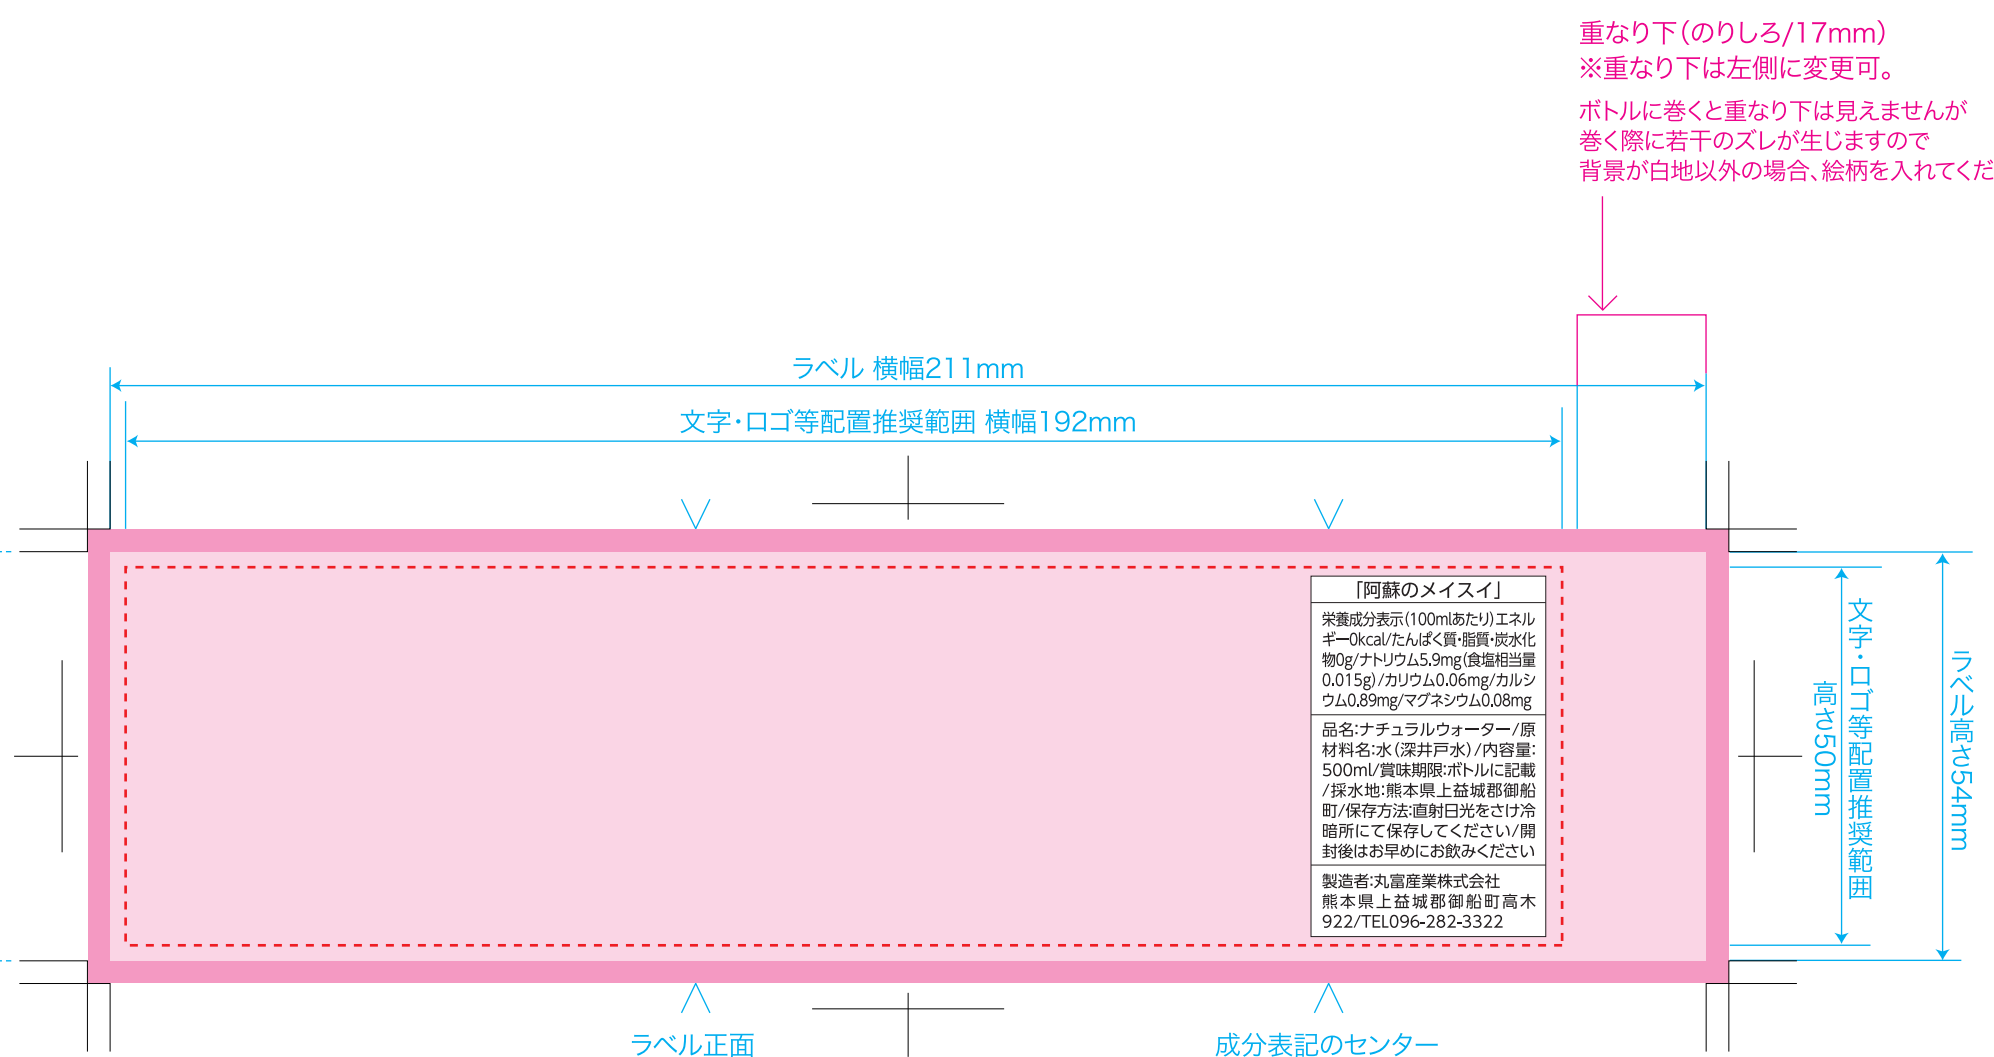 重なり下（のりしろ/17mm）
※重なり下は左側に変更可。
ボトルに巻くと重なり下は見えませんが
巻く際に若干のズレが生じますので
背景が白地以外の場合、絵柄を入れてくだ
ラベル 横幅211mm
文字・ロゴ等配置推奨範囲 横幅192mm
「阿蘇のメイスイ」
栄養成分表示(100mlあたり)エネル
ギー0kcal/たんぱく質・脂質・炭水化
物0g/ナトリウム5.9mg(食塩相当量
0.015g)/カリウム0.06mg/カルシ
ウム0.89mg/マグネシウム0.08mg
品名:ナチュラルウォーター/原
材料名:水(深井戸水)/内容量:
500ml/賞味期限:ボトルに記載
/採水地:熊本県上益城郡御船
町/保存方法:直射日光をさけ冷
暗所にて保存してください/開
封後はお早めにお飲みください
製造者:丸富産業株式会社
熊本県上益城郡御船町高木
922/TEL096-282-3322
文字・ロゴ等配置推奨範囲
高さ50mm
ラベル高さ54mm
ラベル正面
成分表記のセンター